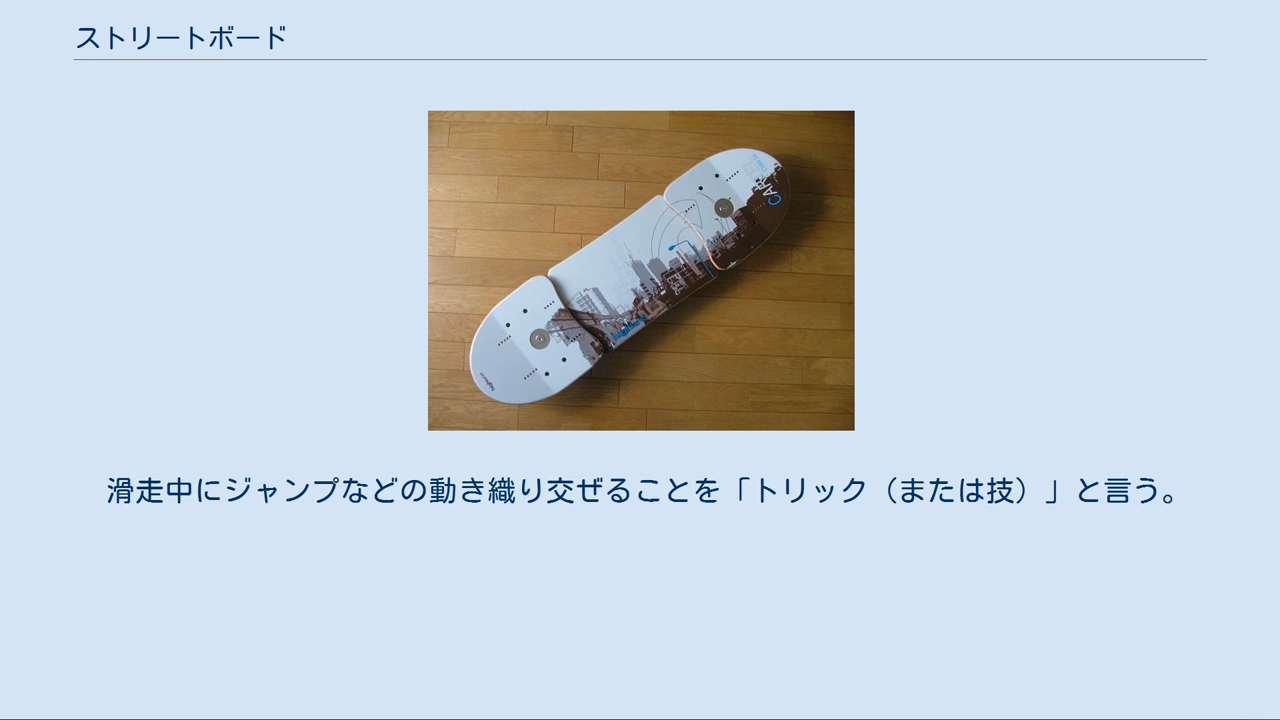 ストリートボード
CAR
滑走中にジャンプなどの動き織り交ぜることを「トリック（または技）」と言う。